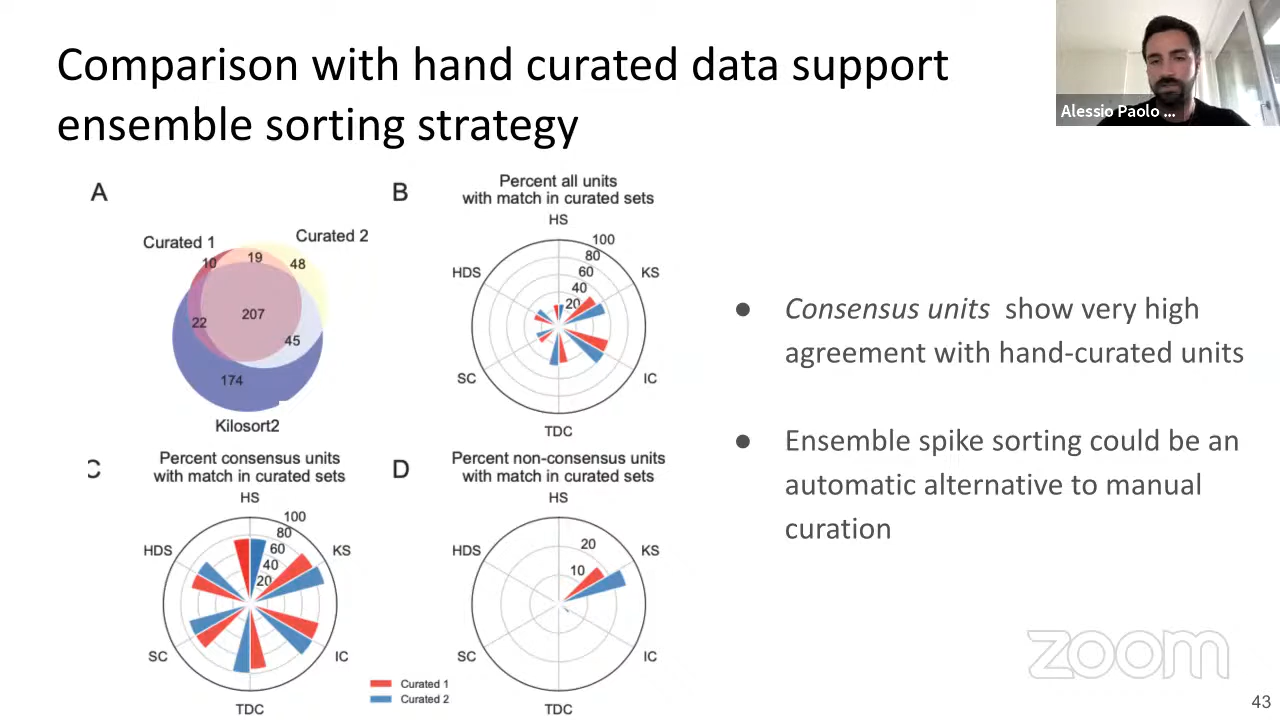 Comparison with hand curated data support
ensemble sorting strategy
Alessio Paolo ...
A
Curated 1
Curated 2
10
19
48
22
207
45
174
Kilosort2
B
Percent all units
with match in curated sets
HS
100
80
60
40
20
HDS
KS
SC
IC
TDC
C
Percent consensus units
with match in curated sets
HS
100
80
60
40
20
HDS
KS
SC
IC
TDC
D
Percent non-consensus units
with match in curated sets
HS
20
10
HDS
KS
SC
IC
TDC
Curated 1
Curated 2
● Consensus units show very high
agreement with hand-curated units
● Ensemble spike sorting could be an
automatic alternative to manual
curation
zoom
43